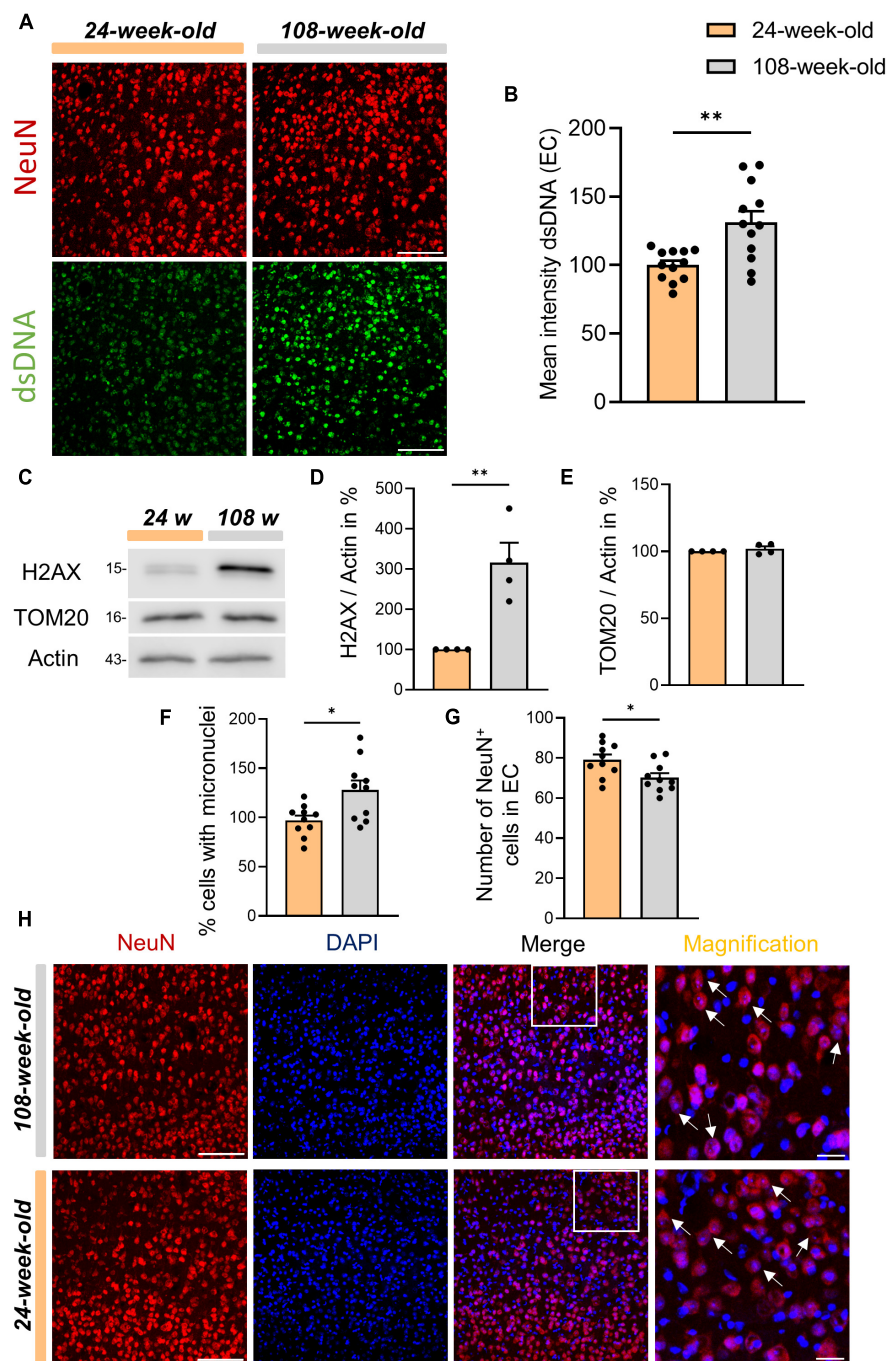 A
24-week-old
108-week-old
24-week-old
108-week-old
NeuN
dsDNA
B
**
Mean intensity dsDNA (EC)
200
150
100
50
0
C
24 w
108 w
H2AX
15-
TOM20
16-
Actin
43-
D
**
H2AX / Actin in %
500
400
300
200
100
0
E
TOM20 / Actin in %
150
100
50
0
F
*
% cells with micronuclei
200
150
100
50
0
G
*
Number of NeuN⁺
cells in EC
100
80
60
40
20
0
H
NeuN
DAPI
Merge
Magnification
108-week-old
24-week-old